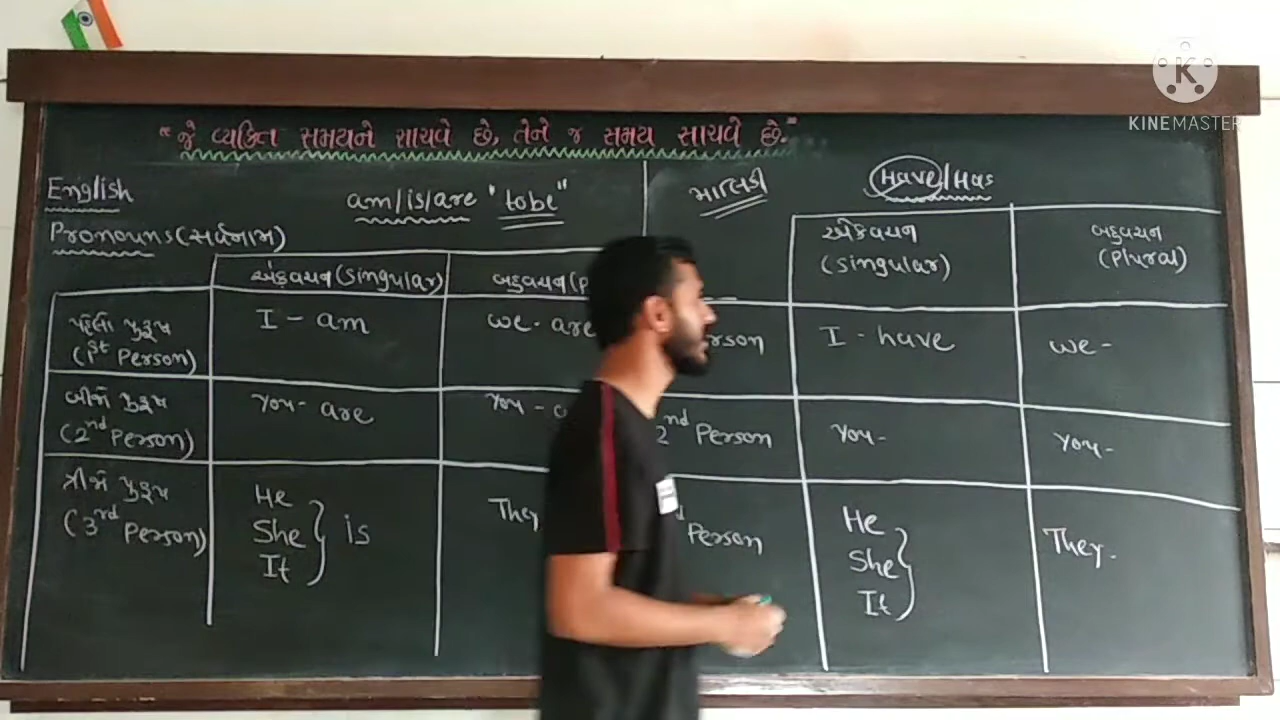 KINEMASTER
"જે વ્યકિત સમયને સાચવે છે, તેને જ સમય સાચવે છે."
English
am/is/are "tobe"
Pronouns (સર્વનામ)
એકવચન (Singular)
બહુવચન (P
પહેલો પુરૂષ
(1st Person)
I - am
we - are
બીજો પુરૂષ
(2nd Person)
You - are
You - a
ત્રીજો પુરૂષ
(3rd Person)
He
She } is
It
They
માલિકી
Have/Has
એકવચન
(Singular)
બહુવચન
(Plural)
rson
I - have
we -
2nd Person
You -
You -
Person
He
She }
It
They -